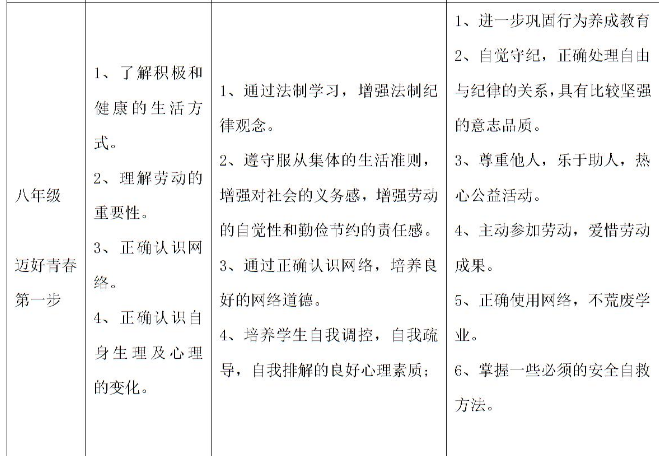 八年级
迈好青春
第一步
1、了解积极和
健康的生活方
式。
2、理解劳动的
重要性。
3、正确认识网
络。
4、正确认识自
身生理及心理
的变化。
1、通过法制学习，增强法制纪
律观念。
2、遵守服从集体的生活准则，
增强对社会的义务感，增强劳动
的自觉性和勤俭节约的责任感。
3、通过正确认识网络，培养良
好的网络道德。
4、培养学生自我调控，自我疏
导，自我排解的良好心理素质；
1、进一步巩固行为养成教育
2、自觉守纪，正确处理自由
与纪律的关系，具有比较坚强
的意志品质。
3、尊重他人，乐于助人，热
心公益活动。
4、主动参加劳动，爱惜劳动
成果。
5、正确使用网络，不荒废学
业。
6、掌握一些必须的安全自救
方法。